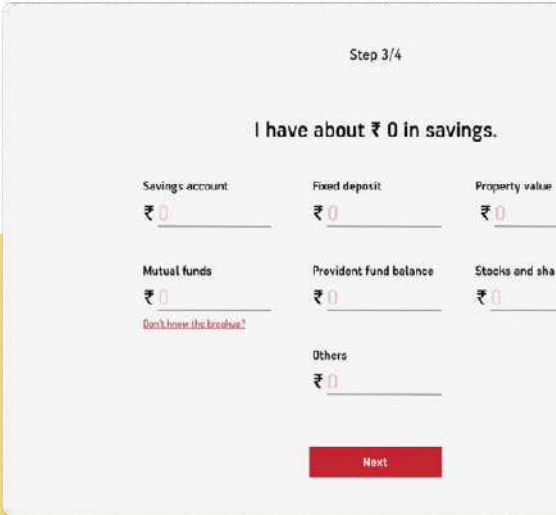 Step 3/4
I have about ₹ 0 in savings.
Savings account Fixed deposit Property value
₹ 0 ₹ 0 ₹ 0
Mutual funds Provident fund balance Stocks and sha
₹ 0 ₹ 0 ₹ 0
Don't know the breakup?
Others
₹ 0
Next